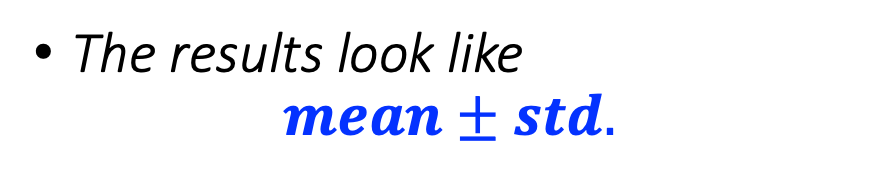 • The results look like
mean ± std.